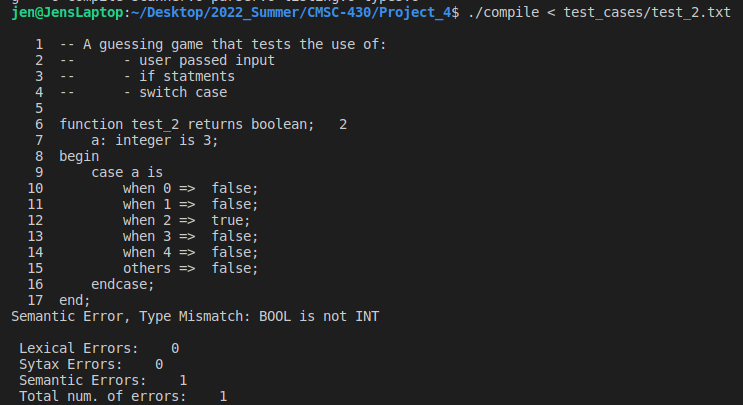 g
jen@JensLaptop:~/Desktop/2022_Summer/CMSC-430/Project_4$ ./compile < test_cases/test_2.txt
1 -- A guessing game that tests the use of:
2 -- - user passed input
3 -- - if statments
4 -- - switch case
5
6 function test_2 returns boolean; 2
7 a: integer is 3;
8 begin
9 case a is
10 when 0 => false;
11 when 1 => false;
12 when 2 => true;
13 when 3 => false;
14 when 4 => false;
15 others => false;
16 endcase;
17 end;
Semantic Error, Type Mismatch: BOOL is not INT
Lexical Errors: 0
Sytax Errors: 0
Semantic Errors: 1
Total num. of errors: 1